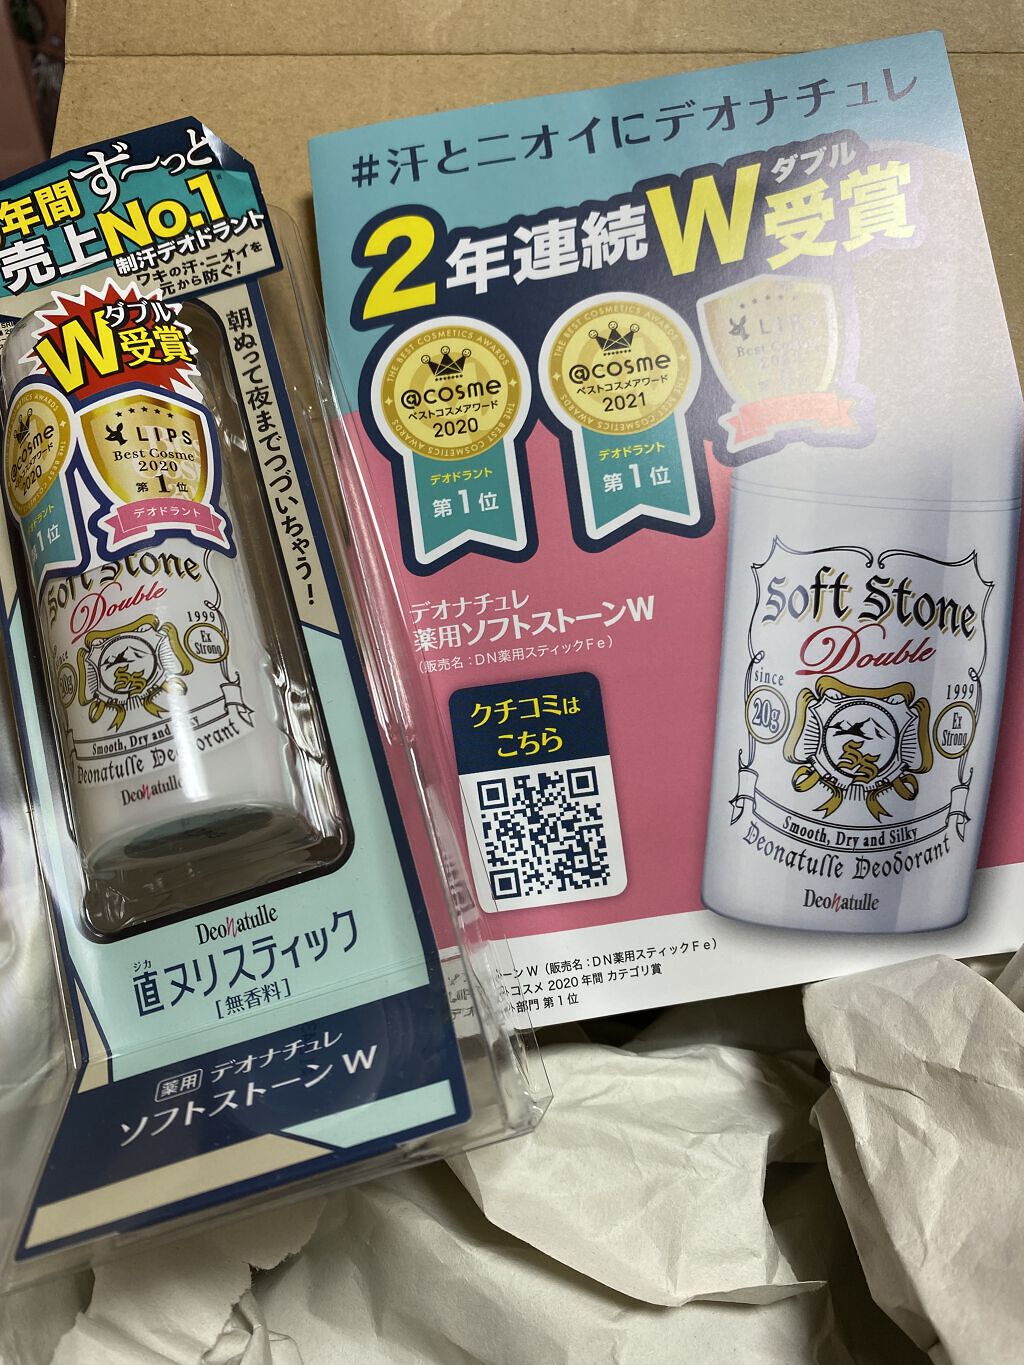 年間ず〜っと
売上No.1
制汗デオドラント
ワキの汗・ニオイを
元から防ぐ!
ダブル
W受賞
朝ぬって夜までつづいちゃう!
@cosme
2020
第1位
LIPS
Best Cosme
2020
第1位
デオドラント
Soft Stone
Double
since
1999
20g
Ex
Strong
SS
Smooth, Dry and Silky
Deonatulle Deodorant
Deonatulle
Deonatulle
ジカ
直ヌリスティック
[無香料]
薬用 デオナチュレ
ソフトストーンW
#汗とニオイにデオナチュレ
ダブル
2年連続W受賞
THE BEST COSMETICS AWARDS
@cosme
ベストコスメアワード
2020
デオドラント
第1位
THE BEST COSMETICS AWARDS
@cosme
ベストコスメアワード
2021
デオドラント
第1位
LIPS
Best Cosme
デオナチュレ
薬用ソフトストーンW
(販売名:DN薬用スティックFe)
クチコミは
こちら
Soft Stone
Double
since
1999
20g
Ex
Strong
SS
Smooth, Dry and Silky
Deonatulle Deodorant
Deonatulle
ーンW(販売名:DN薬用スティックFe)
コスメ 2020年間 カテゴリ賞
部門 第1位